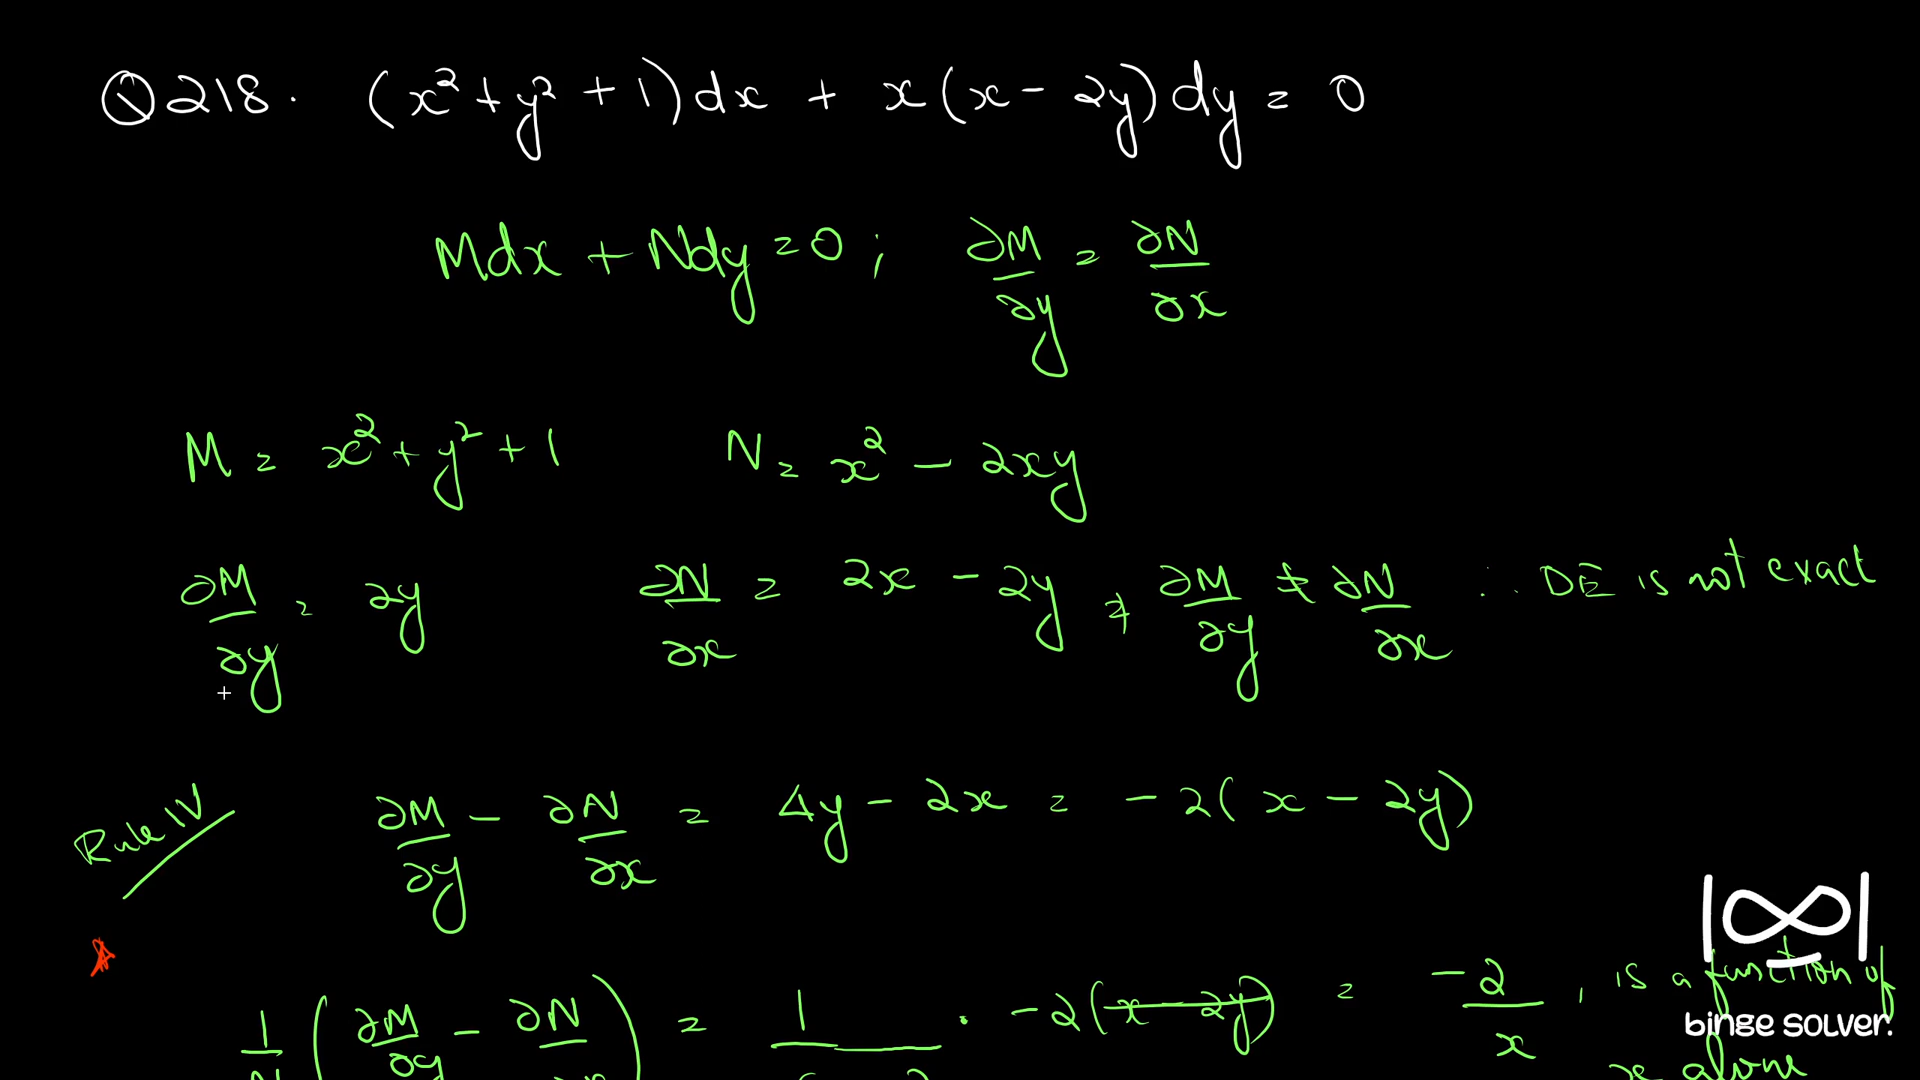 Q218. (x² + y² + 1)dx + x(x - 2y)dy = 0
Mdx + Ndy = 0 ; ∂M/∂y = ∂N/∂x
M = x² + y² + 1 N = x² - 2xy
∂M/∂y = 2y ∂N/∂x = 2x - 2y ≠ ∂M/∂y ≠ ∂N/∂x ∴ DE is not exact
Rule IV ∂M/∂y - ∂N/∂x = 4y - 2x = -2(x - 2y)
1/N (∂M/∂y - ∂N/∂x) = 1/ . -2(x - 2y) = -2/x , is a function of
x alone
|∞|
binge solver.